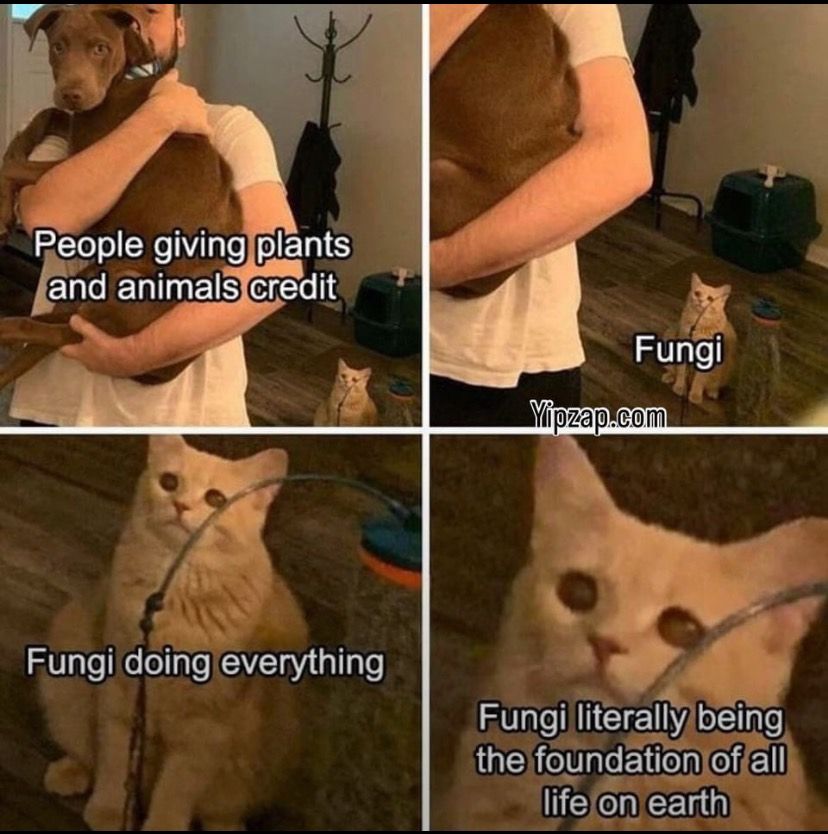 People giving plants
and animals credit
Fungi
Yipzap.com
Fungi doing everything
Fungi literally being
the foundation of all
life on earth